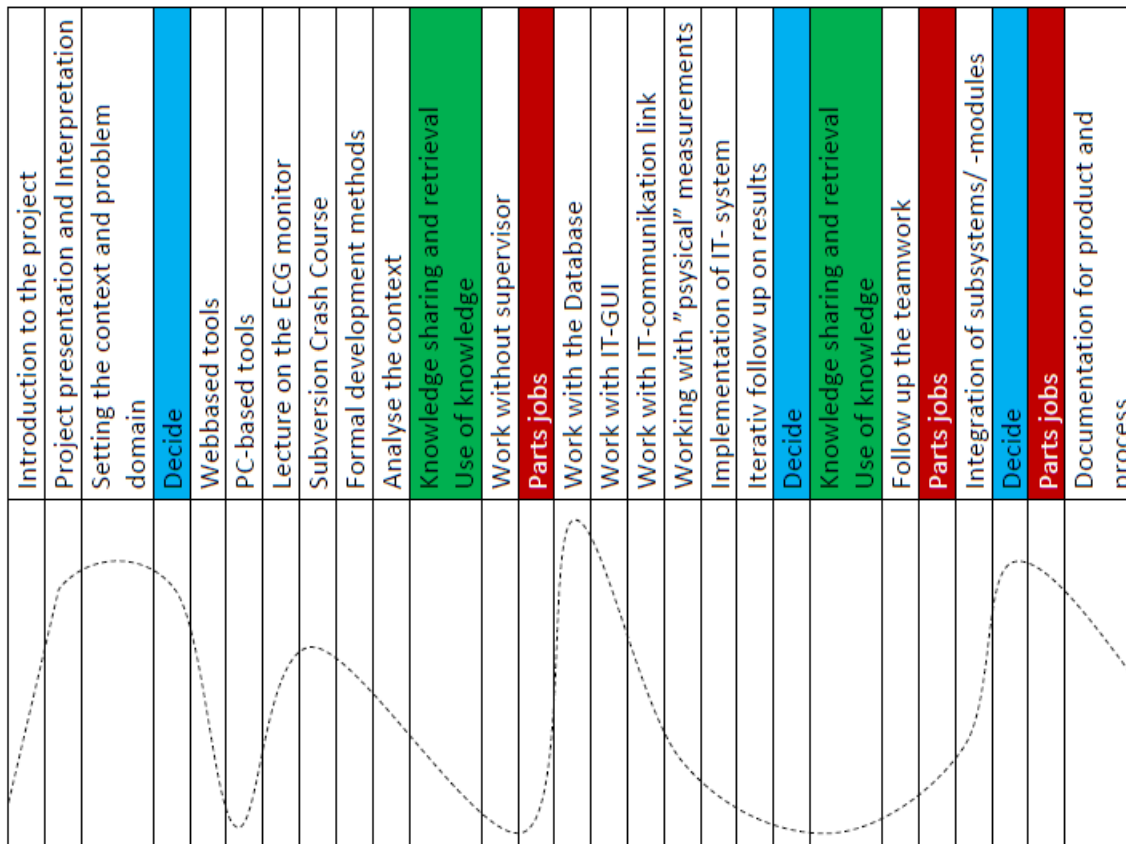 Introduction to the project
Project presentation and Interpretation
Setting the context and problem
domain
Decide
Webbased tools
PC-based tools
Lecture on the ECG monitor
Subversion Crash Course
Formal development methods
Analyse the context
Knowledge sharing and retrieval
Use of knowledge
Work without supervisor
Parts jobs
Work with the Database
Work with IT-GUI
Work with IT-communikation link
Working with "psysical" measurements
Implementation of IT- system
Iterativ follow up on results
Decide
Knowledge sharing and retrieval
Use of knowledge
Follow up the teamwork
Parts jobs
Integration of subsystems/ -modules
Decide
Parts jobs
Documentation for product and
process